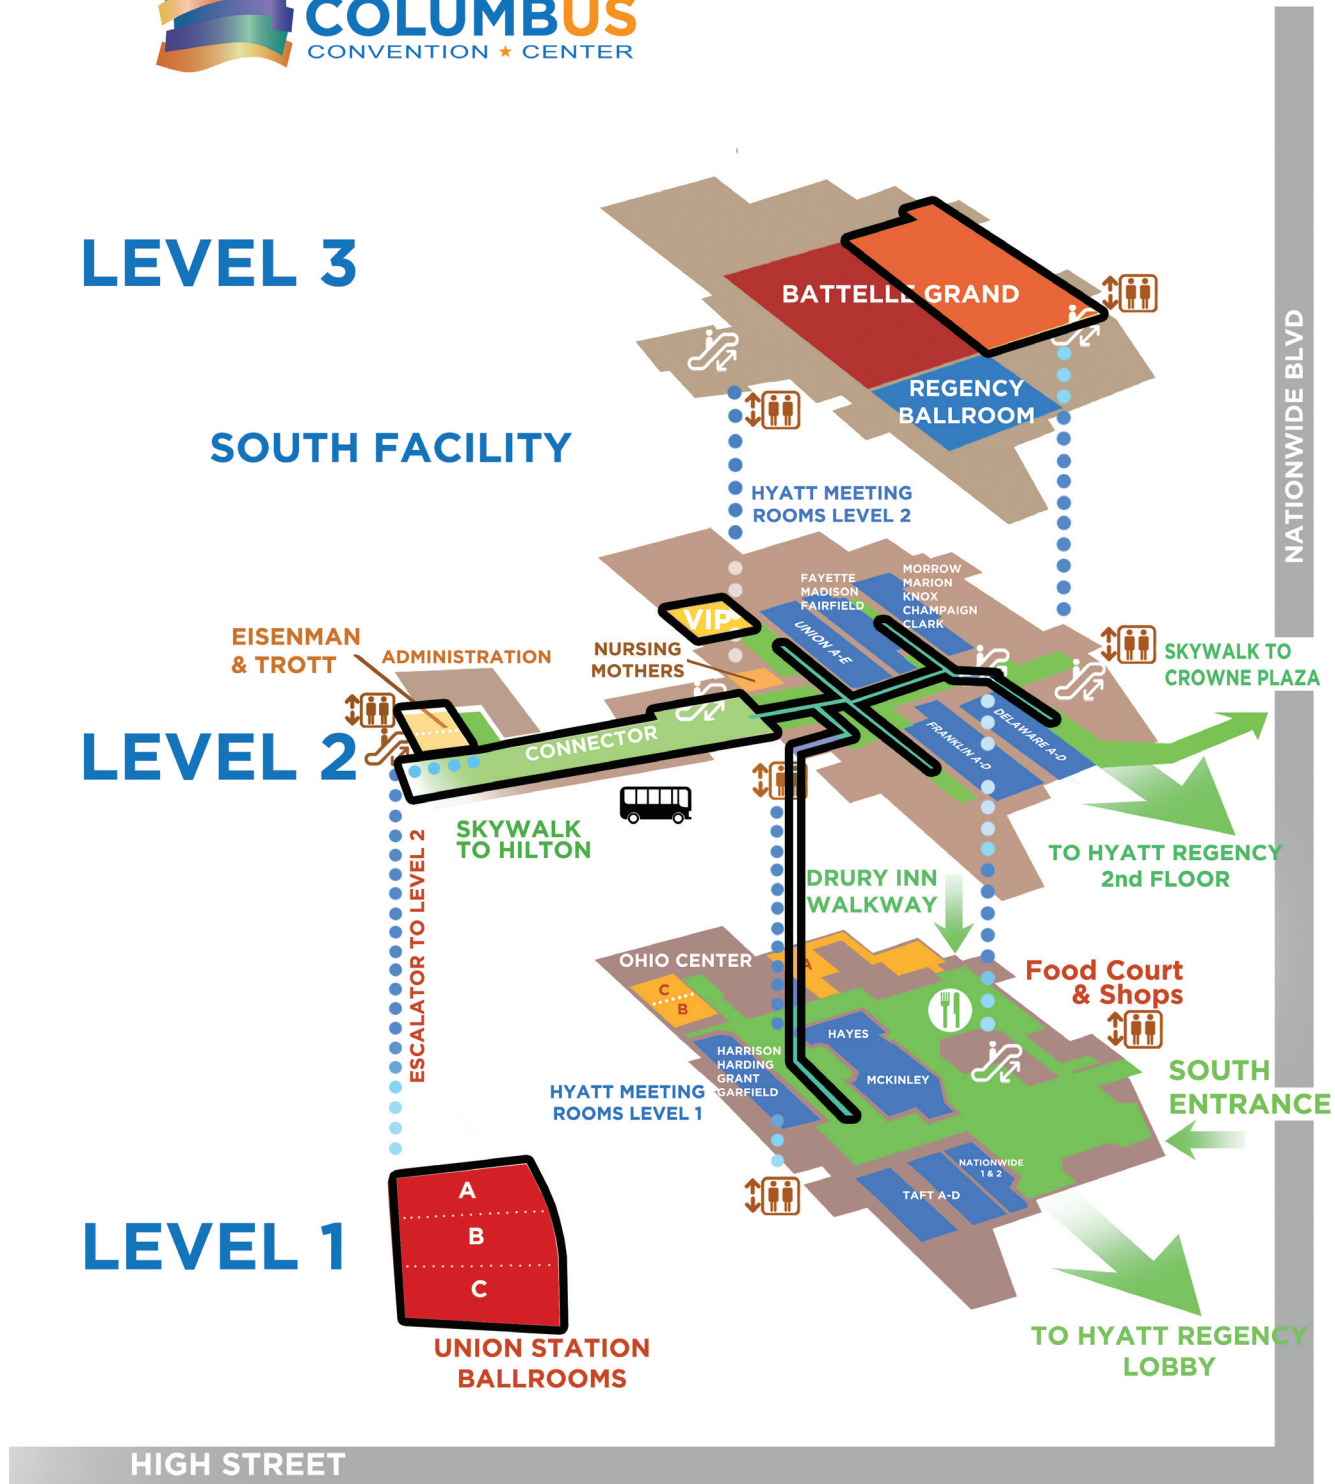 COLUMBUS
CONVENTION ★ CENTER
LEVEL 3
BATTELLE GRAND
REGENCY
BALLROOM
NATIONWIDE BLVD
SOUTH FACILITY
HYATT MEETING
ROOMS LEVEL 2
FAYETTE
MADISON
FAIRFIELD
MORROW
MARION
KNOX
CHAMPAIGN
CLARK
VIP
UNION A-E
EISENMAN
& TROTT
ADMINISTRATION
NURSING
MOTHERS
SKYWALK TO
CROWNE PLAZA
LEVEL 2
CONNECTOR
FRANKLIN A-D
DELAWARE A-D
SKYWALK
TO HILTON
TO HYATT REGENCY
2nd FLOOR
ESCALATOR TO LEVEL 2
DRURY INN
WALKWAY
OHIO CENTER
A
C
B
Food Court
& Shops
HAYES
MCKINLEY
HARRISON
HARDING
GRANT
GARFIELD
HYATT MEETING
ROOMS LEVEL 1
SOUTH
ENTRANCE
NATIONWIDE
1 & 2
TAFT A-D
LEVEL 1
A
B
C
UNION STATION
BALLROOMS
TO HYATT REGENCY
LOBBY
HIGH STREET